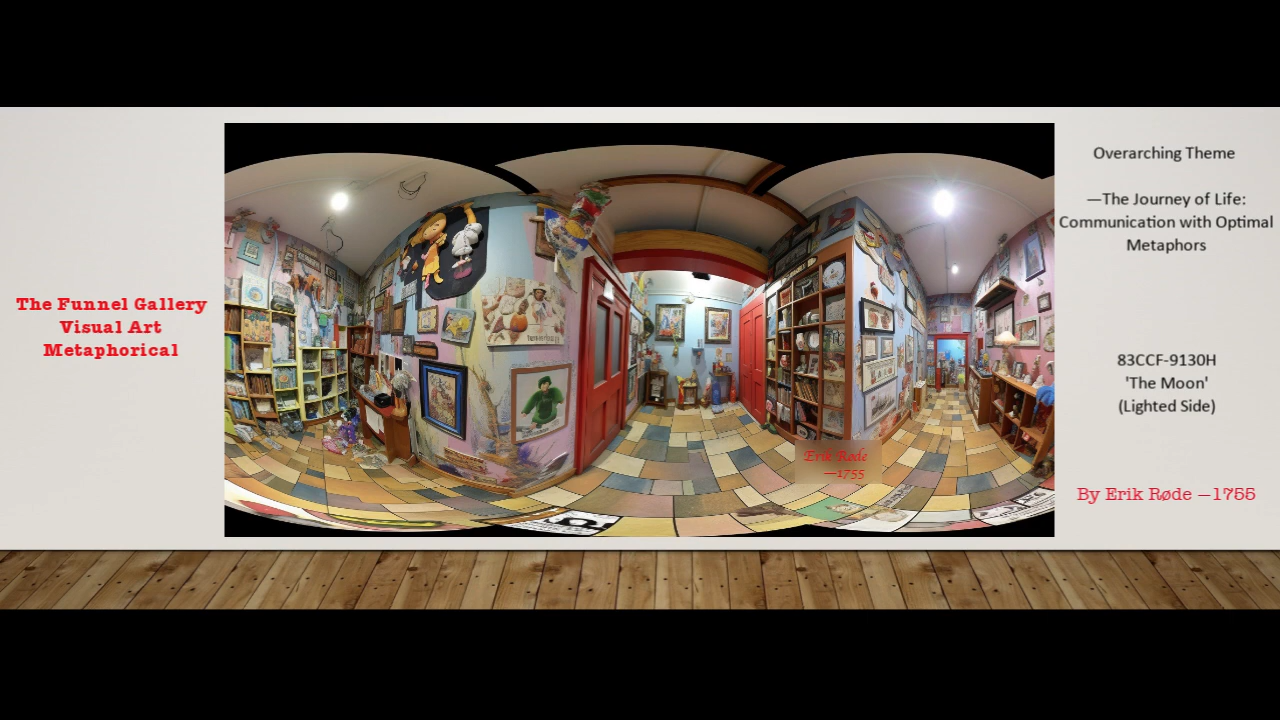 The Funnel Gallery
Visual Art
Metaphorical
Erik Røde
—1755
Overarching Theme
—The Journey of Life:
Communication with Optimal
Metaphors
83CCF-9130H
'The Moon'
(Lighted Side)
By Erik Røde —1755